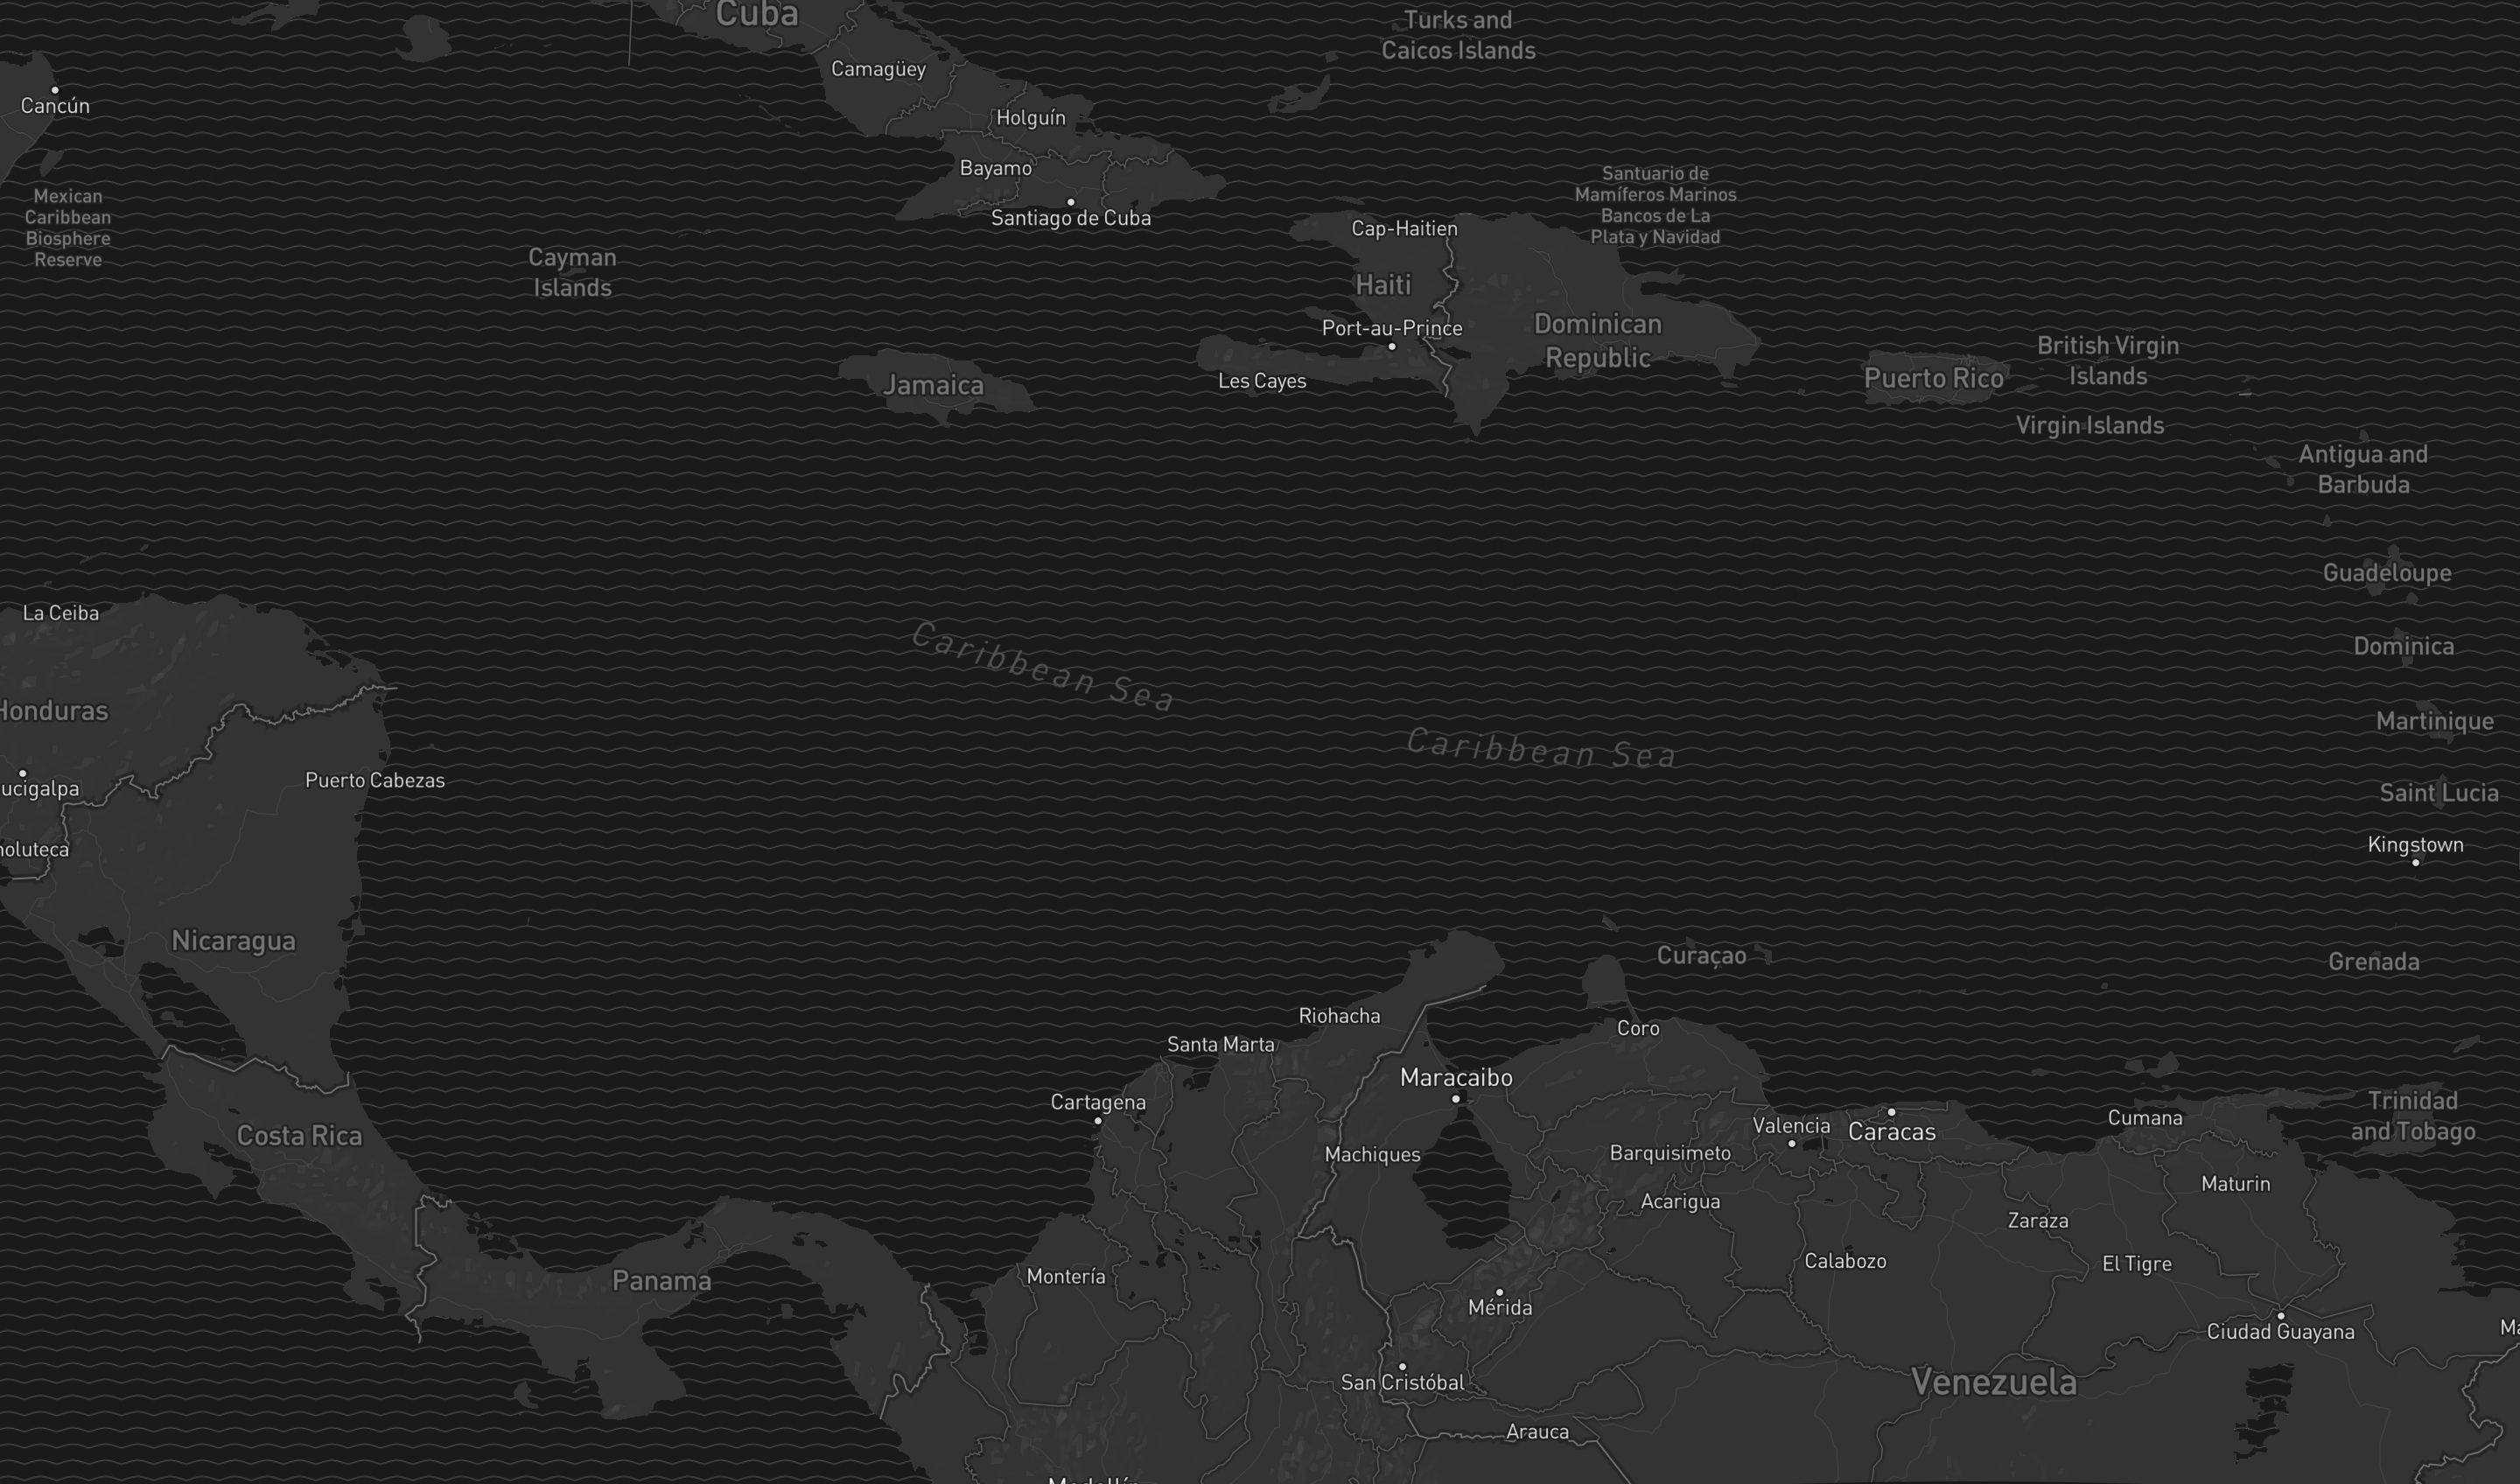 Cuba
Turks and
Caicos Islands
Camagüey
Cancún
Holguín
Bayamo
Santuario de
Mamíferos Marinos
Bancos de La
Plata y Navidad
Mexican
Caribbean
Biosphere
Reserve
Santiago de Cuba
Cap-Haitien
Cayman
Islands
Haiti
Port-au-Prince
Dominican
Republic
British Virgin
Islands
Jamaica
Les Cayes
Puerto Rico
Virgin Islands
Antigua and
Barbuda
Guadeloupe
La Ceiba
Caribbean Sea
Dominica
Honduras
Martinique
Caribbean Sea
Puerto Cabezas
ucigalpa
Saint Lucia
oluteca
Kingstown
Nicaragua
Curaçao
Grenada
Riohacha
Coro
Santa Marta
Maracaibo
Cartagena
Trinidad
and Tobago
Cumana
Valencia
Caracas
Costa Rica
Machiques
Barquisimeto
Maturin
Acarigua
Zaraza
Calabozo
El Tigre
Montería
Panama
Mérida
Ciudad Guayana
San Cristóbal
Venezuela
Arauca